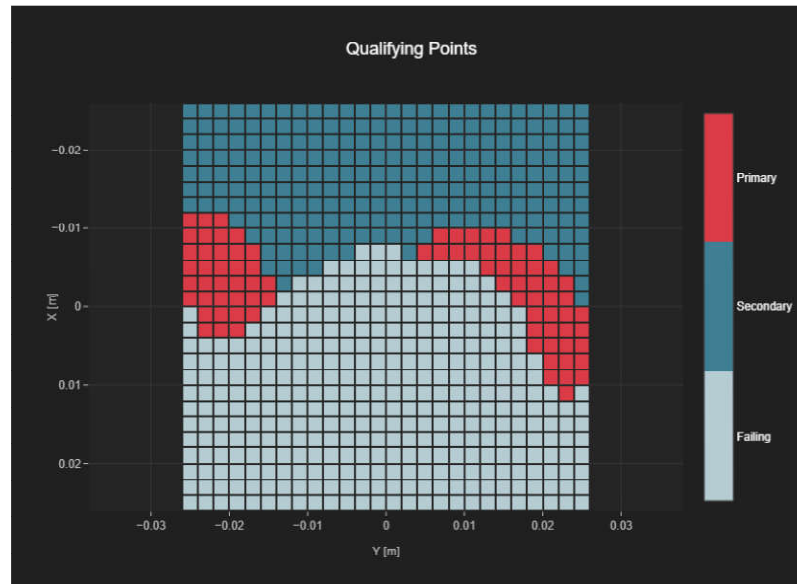 Qualifying Points
−0.02
−0.01
0
0.01
0.02
X [m]
−0.03
−0.02
−0.01
0
0.01
0.02
0.03
Y [m]
Primary
Secondary
Failing